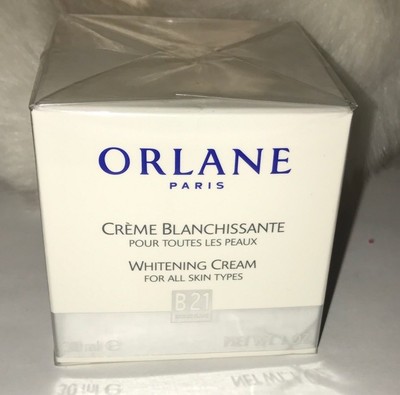 ORLANE
PARIS
CRÈME BLANCHISSANTE
POUR TOUTES LES PEAUX
WHITENING CREAM
FOR ALL SKIN TYPES
B21